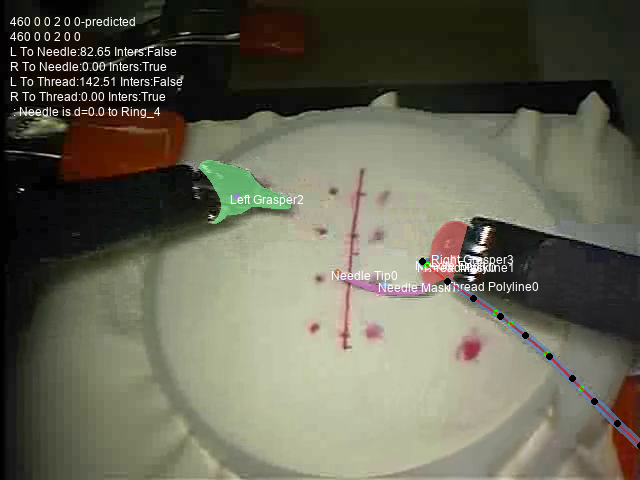 460 0 0 2 0 0-predicted
460 0 0 2 0 0
L To Needle:82.65 Inters:False
R To Needle:0.00 Inters:True
L To Thread:142.51 Inters:False
R To Thread:0.00 Inters:True
: Needle is d=0.0 to Ring_4
Left Grasper2
Right Grasper3
Needle Tip0
Needle Mask
Thread Polyline0